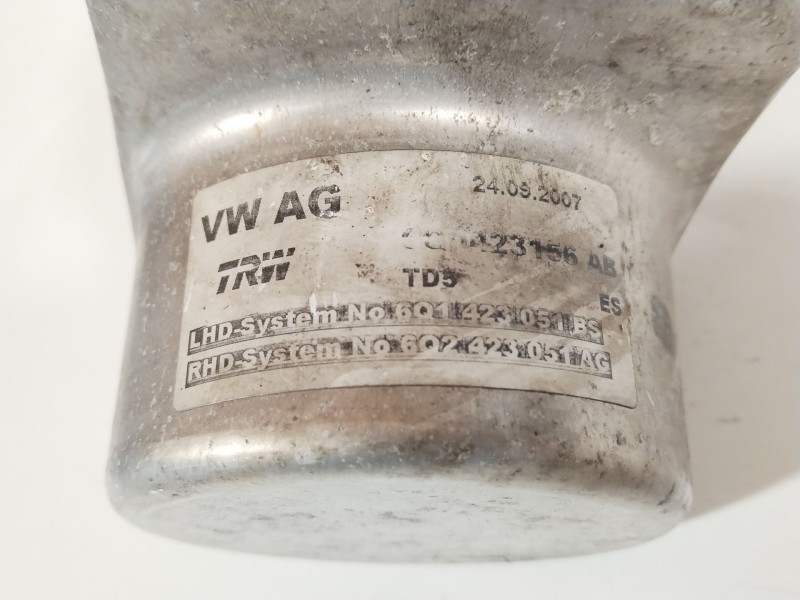 VW AG
24.09.2007
TRW
423156 AB
TD5
ES
LHD-System No 6Q1 423 051 BS
RHD-System No 6Q2 423 051 AG